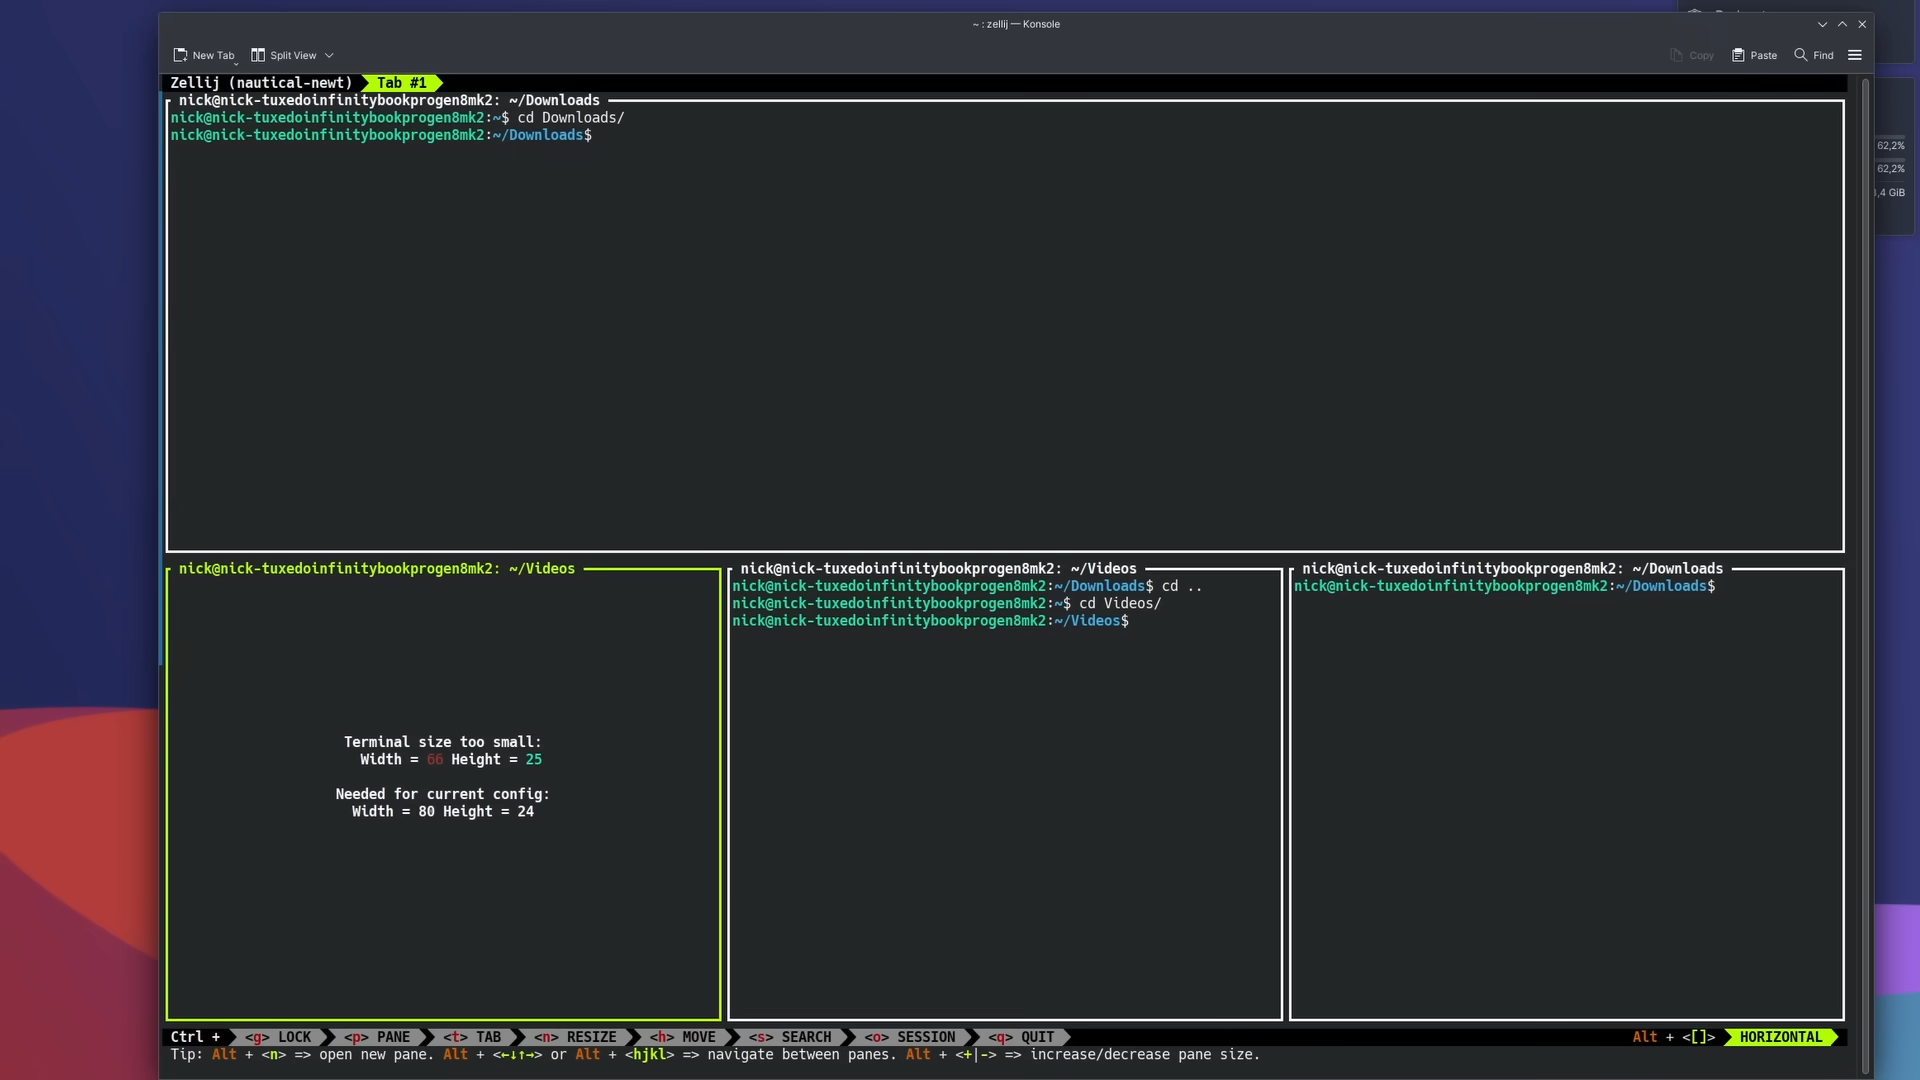 ~ : zellij — Konsole
New Tab Split View Copy Paste Find
Zellij (nautical-newt) Tab #1
nick@nick-tuxedoinfinitybookprogen8mk2: ~/Downloads
nick@nick-tuxedoinfinitybookprogen8mk2:~$ cd Downloads/
nick@nick-tuxedoinfinitybookprogen8mk2:~/Downloads$
62,2%
62,2%
,4 GiB
nick@nick-tuxedoinfinitybookprogen8mk2: ~/Videos
Terminal size too small:
Width = 66 Height = 25
Needed for current config:
Width = 80 Height = 24
nick@nick-tuxedoinfinitybookprogen8mk2: ~/Videos
nick@nick-tuxedoinfinitybookprogen8mk2:~/Downloads$ cd ..
nick@nick-tuxedoinfinitybookprogen8mk2:~$ cd Videos/
nick@nick-tuxedoinfinitybookprogen8mk2:~/Videos$
nick@nick-tuxedoinfinitybookprogen8mk2: ~/Downloads
nick@nick-tuxedoinfinitybookprogen8mk2:~/Downloads$
Ctrl + <g> LOCK <p> PANE <t> TAB <n> RESIZE <h> MOVE <s> SEARCH <o> SESSION <q> QUIT Alt + <[]> HORIZONTAL
Tip: Alt + <n> => open new pane. Alt + <←↓↑→> or Alt + <hjkl> => navigate between panes. Alt + <+|-> => increase/decrease pane size.